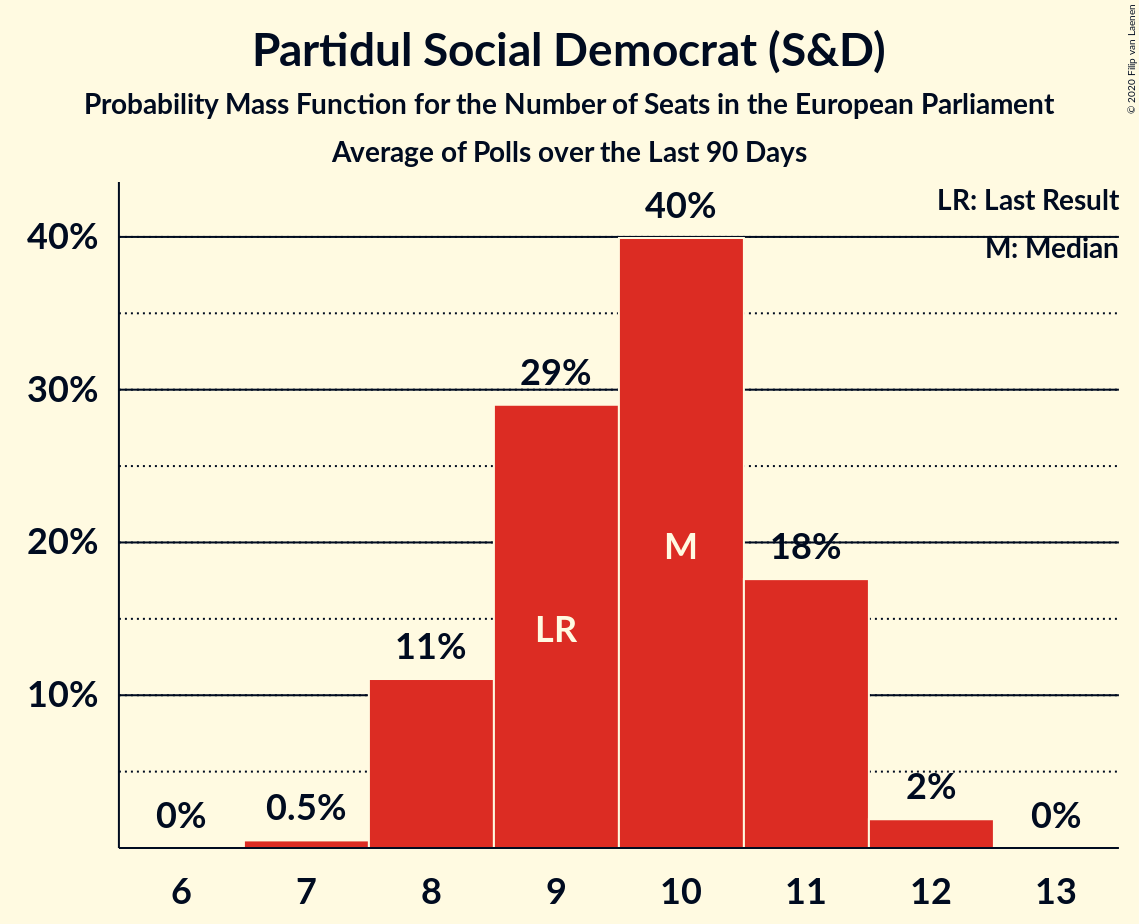 Partidul Social Democrat (S&D)
Probability Mass Function for the Number of Seats in the European Parliament
Average of Polls over the Last 90 Days
© 2020 Filip van Laenen
LR: Last Result
M: Median
40%
30%
20%
10%
0%
0.5%
11%
29%
40%
18%
2%
0%
LR
M
6 7 8 9 10 11 12 13